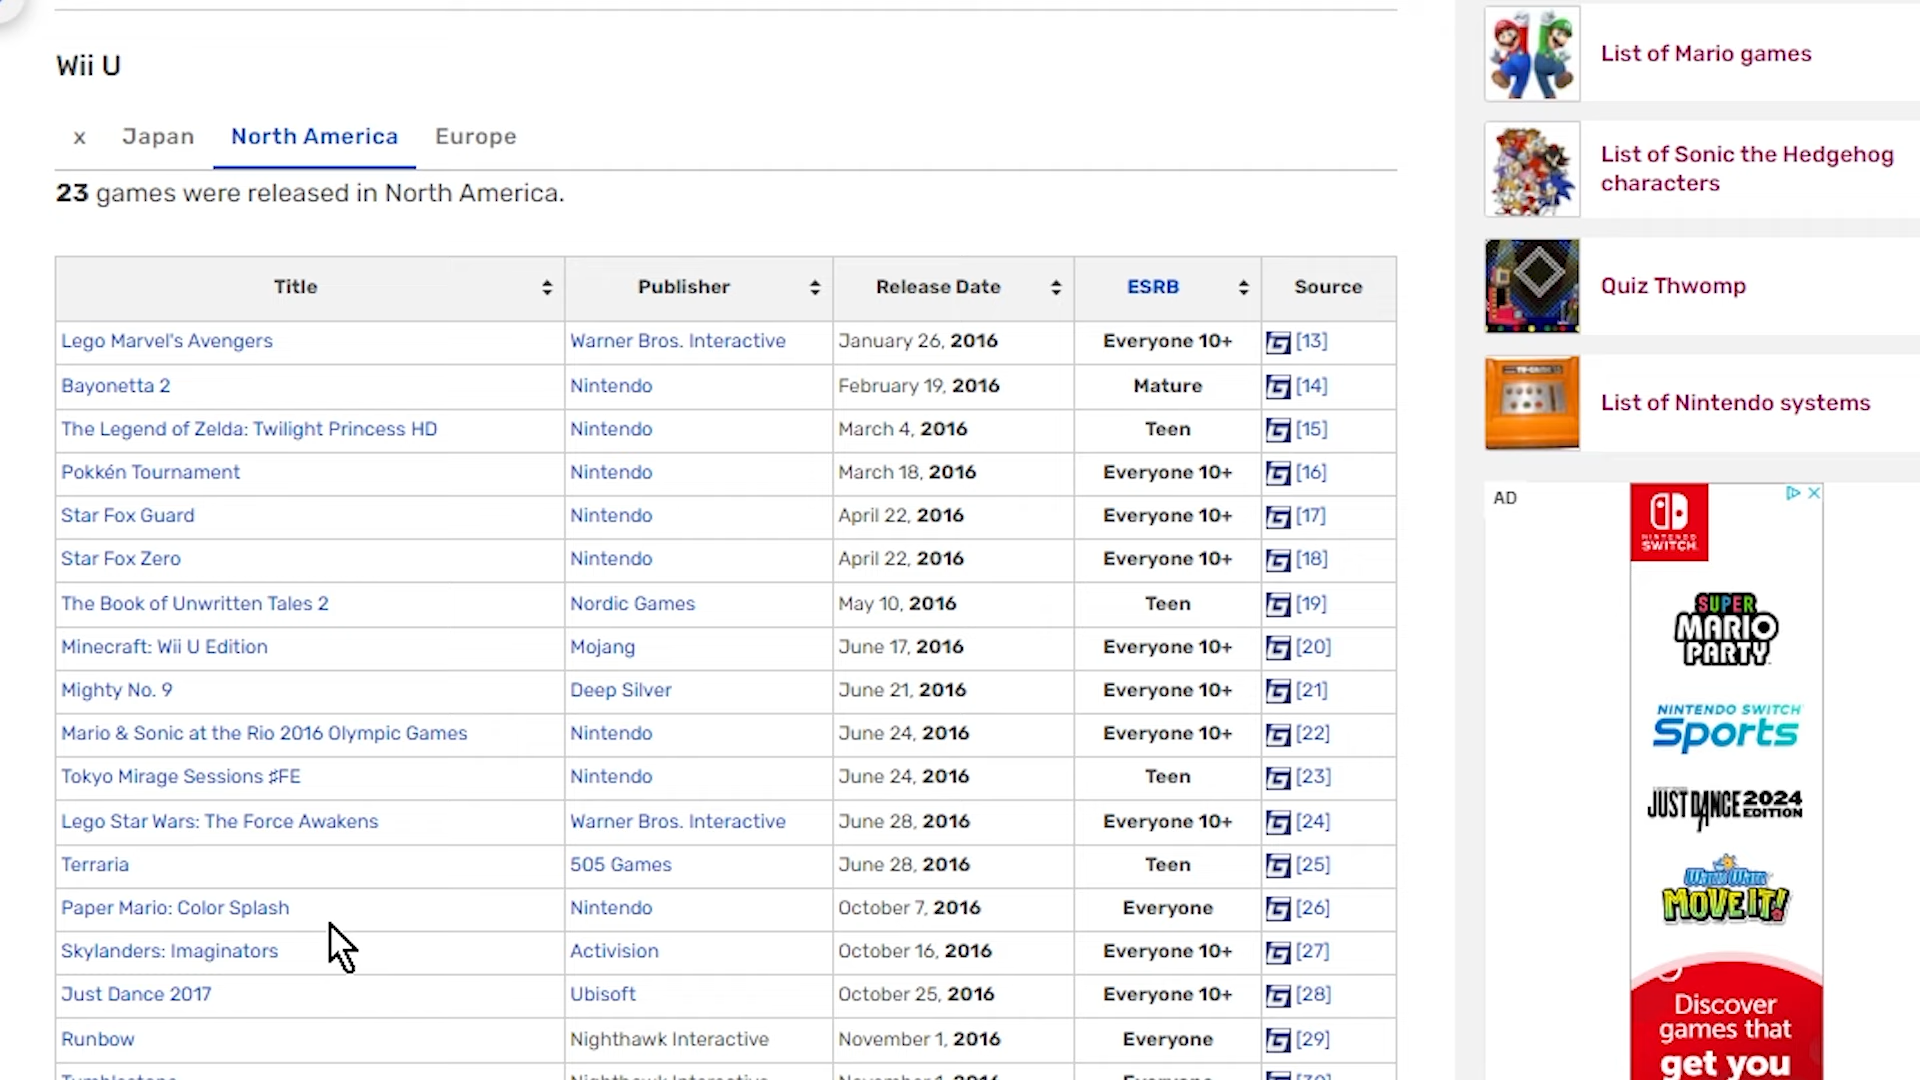 Wii U
x Japan North America Europe
23 games were released in North America.
Title Publisher Release Date ESRB Source
Lego Marvel's Avengers Warner Bros. Interactive January 26, 2016 Everyone 10+ [13]
Bayonetta 2 Nintendo February 19, 2016 Mature [14]
The Legend of Zelda: Twilight Princess HD Nintendo March 4, 2016 Teen [15]
Pokkén Tournament Nintendo March 18, 2016 Everyone 10+ [16]
Star Fox Guard Nintendo April 22, 2016 Everyone 10+ [17]
Star Fox Zero Nintendo April 22, 2016 Everyone 10+ [18]
The Book of Unwritten Tales 2 Nordic Games May 10, 2016 Teen [19]
Minecraft: Wii U Edition Mojang June 17, 2016 Everyone 10+ [20]
Mighty No. 9 Deep Silver June 21, 2016 Everyone 10+ [21]
Mario & Sonic at the Rio 2016 Olympic Games Nintendo June 24, 2016 Everyone 10+ [22]
Tokyo Mirage Sessions ♯FE Nintendo June 24, 2016 Teen [23]
Lego Star Wars: The Force Awakens Warner Bros. Interactive June 28, 2016 Everyone 10+ [24]
Terraria 505 Games June 28, 2016 Teen [25]
Paper Mario: Color Splash Nintendo October 7, 2016 Everyone [26]
Skylanders: Imaginators Activision October 16, 2016 Everyone 10+ [27]
Just Dance 2017 Ubisoft October 25, 2016 Everyone 10+ [28]
Runbow Nighthawk Interactive November 1, 2016 Everyone [29]
List of Mario games
List of Sonic the Hedgehog
characters
Quiz Thwomp
List of Nintendo systems
AD
NINTENDO
SWITCH
SUPER
MARIO
PARTY
NINTENDO SWITCH
Sports
JUST DANCE 2024
EDITION
WarioWare
MOVE IT!
Discover
games that
get you